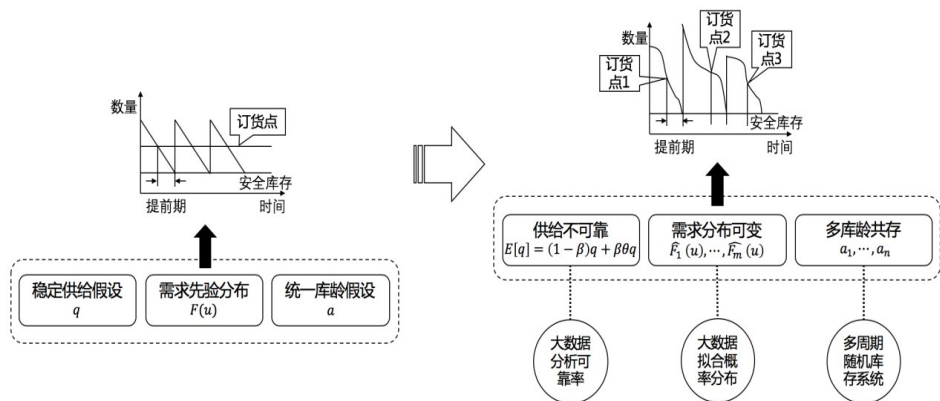 数量
订货点
安全库存
提前期
时间
稳定供给假设
q
需求先验分布
F(u)
统一库龄假设
a
数量
订货
点1
订货
点2
订货
点3
安全库存
提前期
时间
供给不可靠
E[q] = (1 − β)q + βθq
需求分布可变
F̂₁(u),⋯,F̂ₘ(u)
多库龄共存
a₁,⋯,aₙ
大数据
分析可
靠率
大数据
拟合概
率分布
多周期
随机库
存系统